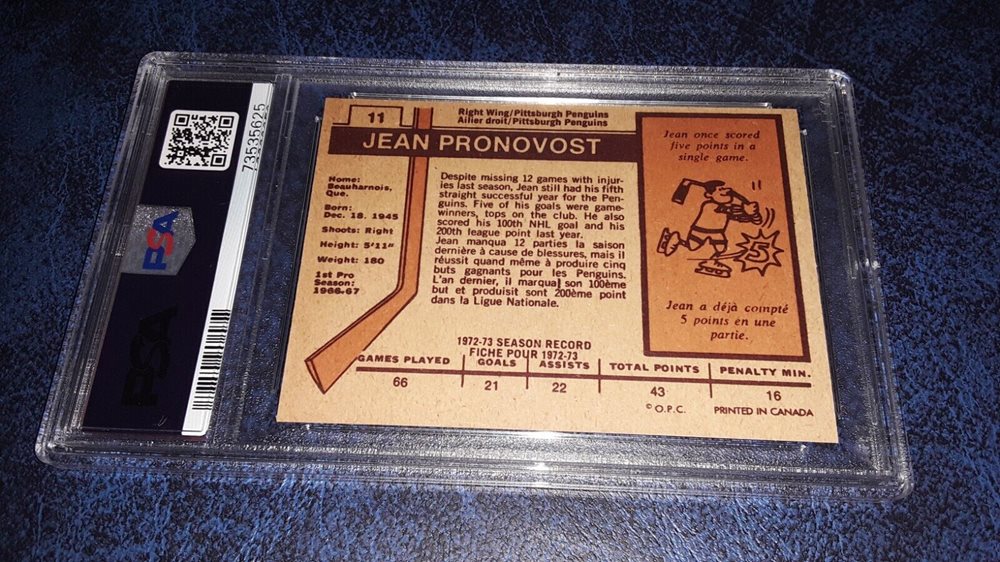 73535625
PSA
PSA
11
Right Wing/Pittsburgh Penguins
Ailier droit/Pittsburgh Penguins
JEAN PRONOVOST
Home:
Beauharnois,
Que.
Born:
Dec. 18. 1945
Shoots: Right
Height: 5'11"
Weight: 180
1st Pro
Season:
1966-67
Despite missing 12 games with injur-
ies last season, Jean still had his fifth
straight successful year for the Pen-
guins. Five of his goals were game-
winners, tops on the club. He also
scored his 100th NHL goal and his
200th league point last year.
Jean manqua 12 parties la saison
dernière à cause de blessures, mais il
réussit quand même à produire cinq
buts gagnants pour les Penguins.
L'an dernier, il marqua son 100ème
but et produisit son 200ème point
dans la Ligue Nationale.
Jean once scored
five points in a
single game.
5
Jean a déjà compté
5 points en une
partie.
1972-73 SEASON RECORD
FICHE POUR 1972-73
GAMES PLAYED GOALS ASSISTS TOTAL POINTS PENALTY MIN.
66 21 22 43 16
© O.P.C. PRINTED IN CANADA